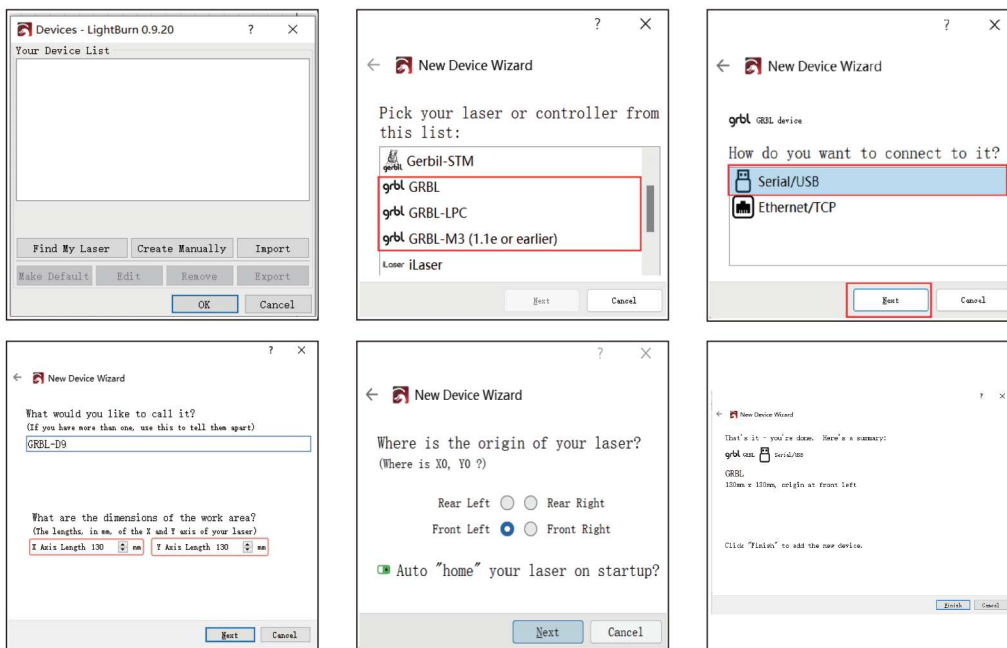 Devices - LightBurn 0.9.20 ? ×
Your Device List
Find My Laser Create Manually Import
Make Default Edit Remove Export
OK Cancel
? ×
← New Device Wizard
Pick your laser or controller from
this list:
gerbil Gerbil-STM
grbl GRBL
grbl GRBL-LPC
grbl GRBL-M3 (1.1e or earlier)
iLaser iLaser
Next Cancel
? ×
← New Device Wizard
grbl GRBL device
How do you want to connect to it?
Serial/USB
Ethernet/TCP
Next Cancel
? ×
← New Device Wizard
What would you like to call it?
(If you have more than one, use this to tell them apart)
GRBL-D9
What are the dimensions of the work area?
(The lengths, in mm, of the X and Y axis of your laser)
X Axis Length 130 mm Y Axis Length 130 mm
Next Cancel
? ×
← New Device Wizard
Where is the origin of your laser?
(Where is X0, Y0 ?)
Rear Left Rear Right
Front Left Front Right
Auto "home" your laser on startup?
Next Cancel
? ×
← New Device Wizard
That's it - you're done. Here's a summary:
grbl GRBL Serial/USB
GRBL
130mm x 130mm, origin at front left
Click "Finish" to add the new device.
Finish Cancel